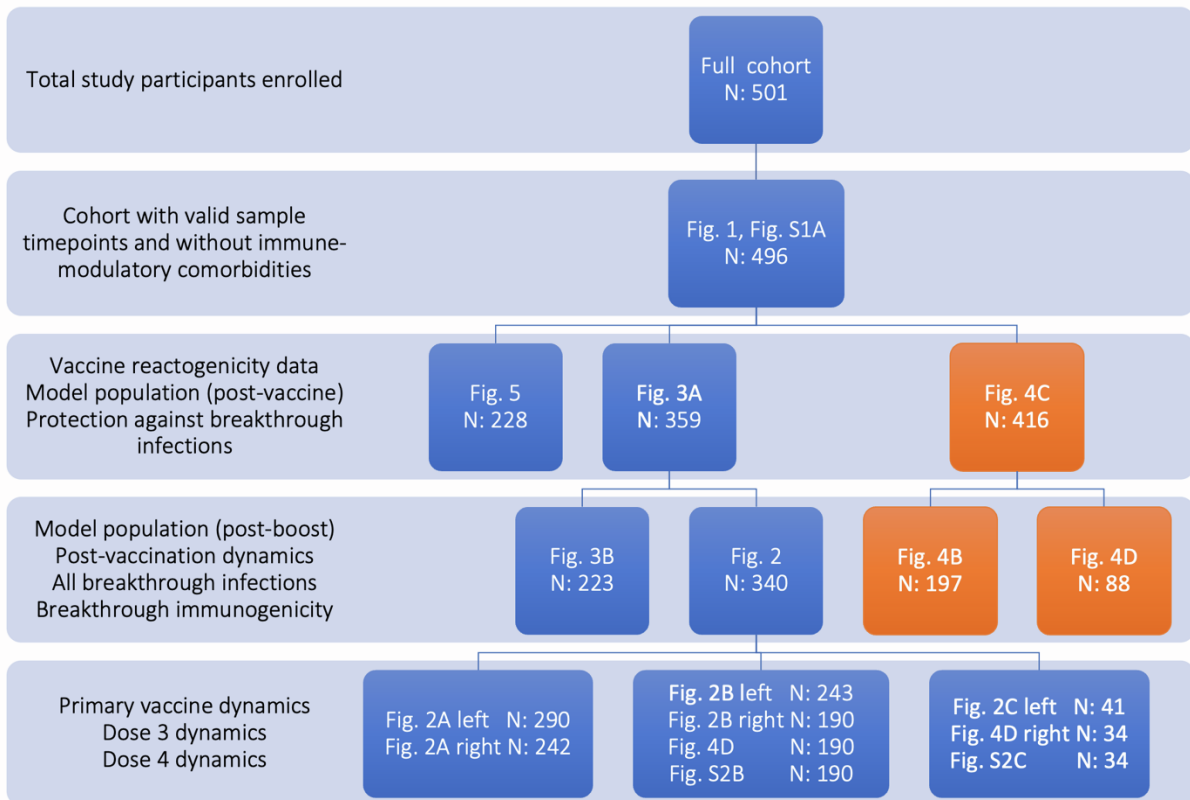 Total study participants enrolled
Full cohort
N: 501
Cohort with valid sample
timepoints and without immune-
modulatory comorbidities
Fig. 1, Fig. S1A
N: 496
Vaccine reactogenicity data
Model population (post-vaccine)
Protection against breakthrough
infections
Fig. 5
N: 228
Fig. 3A
N: 359
Fig. 4C
N: 416
Model population (post-boost)
Post-vaccination dynamics
All breakthrough infections
Breakthrough immunogenicity
Fig. 3B
N: 223
Fig. 2
N: 340
Fig. 4B
N: 197
Fig. 4D
N: 88
Primary vaccine dynamics
Dose 3 dynamics
Dose 4 dynamics
Fig. 2A left N: 290
Fig. 2A right N: 242
Fig. 2B left N: 243
Fig. 2B right N: 190
Fig. 4D N: 190
Fig. S2B N: 190
Fig. 2C left N: 41
Fig. 4D right N: 34
Fig. S2C N: 34